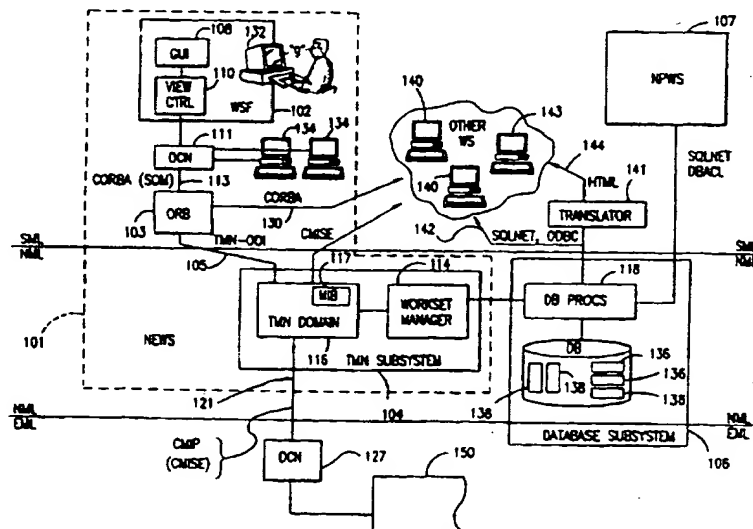 108
132
107
GUI
"9"
110
VIEW
CTRL
WSF
102
NPWS
140
143
OTHER
WS
134
134
144
111
DCN
HTML
141
SQLNET
DBACL
CORBA (SOM)
113
CORBA
140
TRANSLATOR
103
ORB
130
CMISE
142
SQLNET, ODBC
SML
NML
TMN-OOI
105
SML
NML
117
114
118
MIB
WORKSET
MANAGER
DB PROCS
101
NEWS
TMN DOMAIN
116
TMN SUBSYSTEM
DB
136
136
138
138
138
121
104
NML
EML
NML
EML
DATABASE SUBSYSTEM
106
CMIP
(CMISE)
DCN
127
150